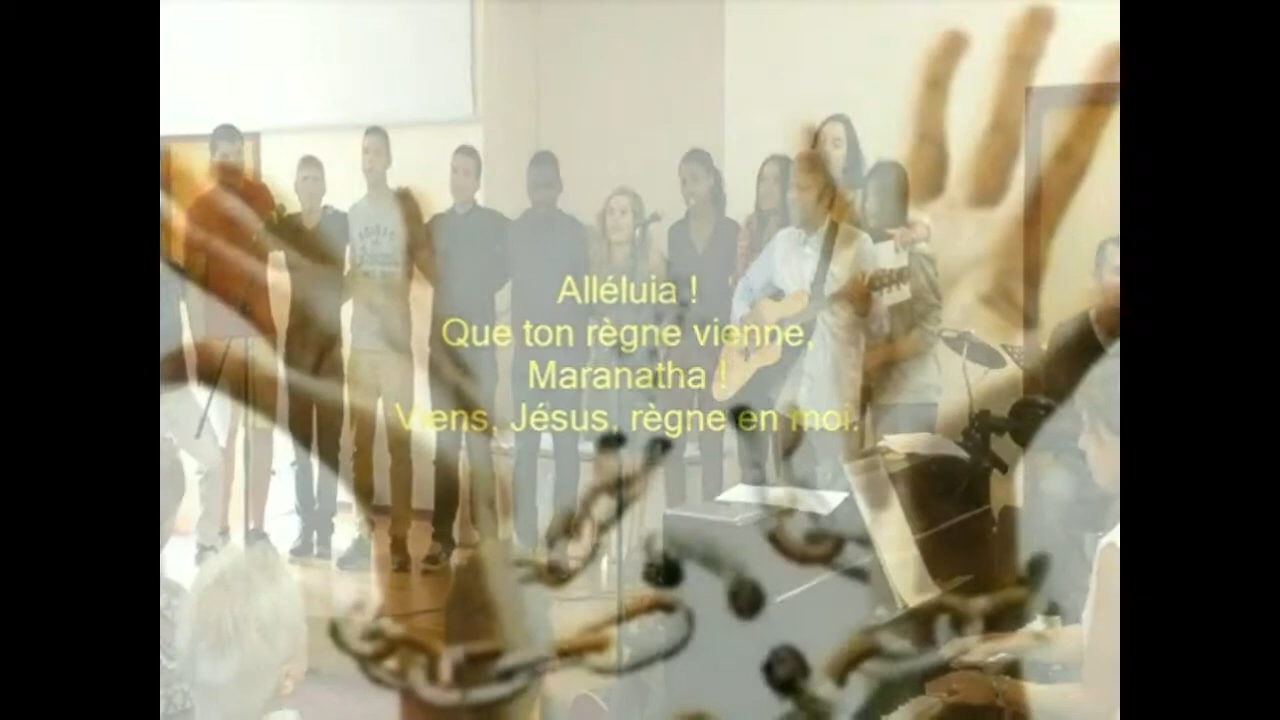 Alléluia !
Que ton règne vienne,
Maranatha !
Viens, Jésus, règne en moi.